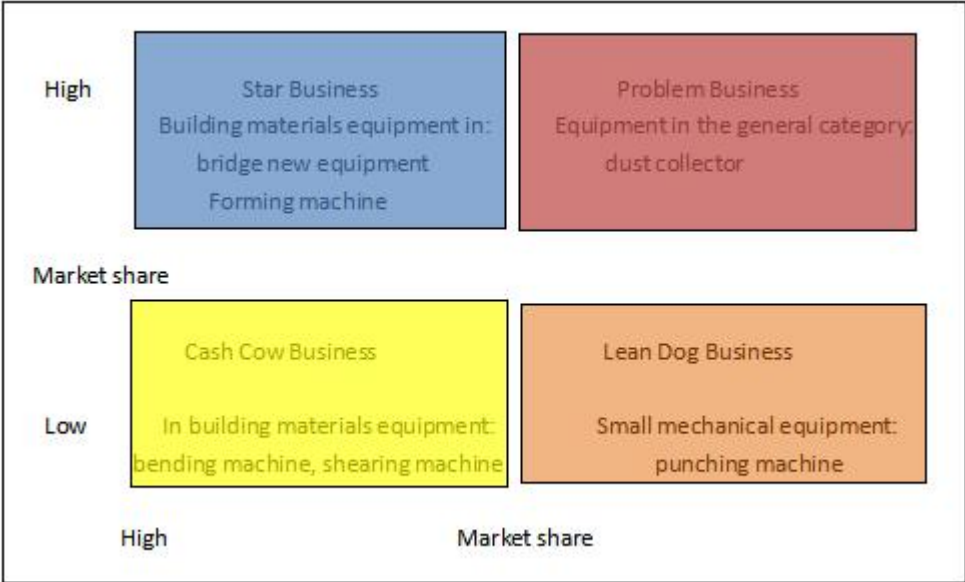 High
Star Business
Building materials equipment in:
bridge new equipment
Forming machine
Problem Business
Equipment in the general category:
dust collector
Market share
Cash Cow Business
Low
In building materials equipment:
bending machine, shearing machine
Lean Dog Business
Small mechanical equipment:
punching machine
High
Market share